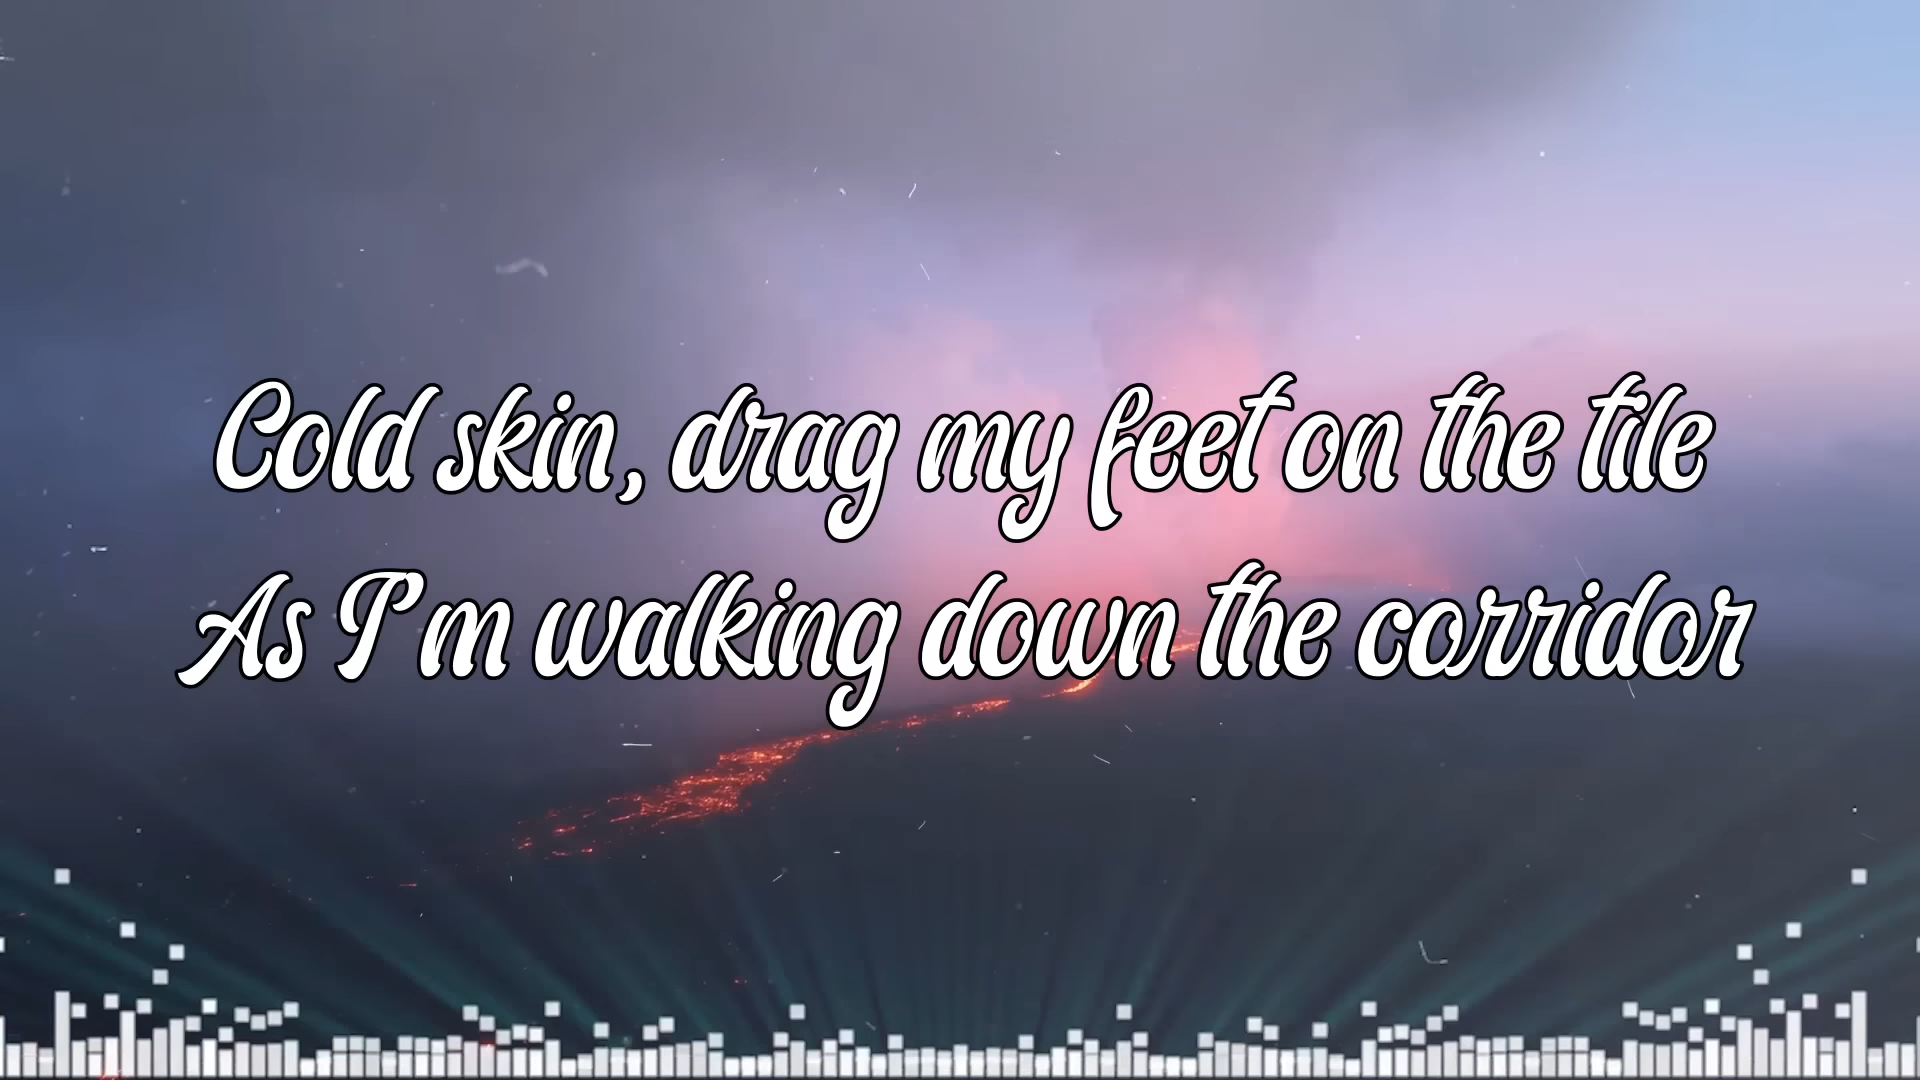 Cold skin, drag my feet on the tile
As I'm walking down the corridor